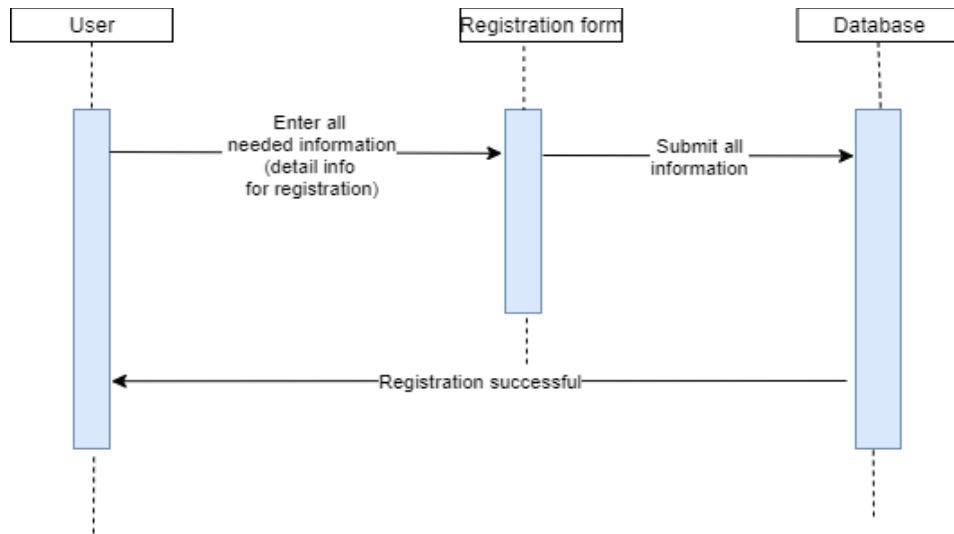 User
Registration form
Database
Enter all
needed information
(detail info
for registration)
Submit all
information
Registration successful